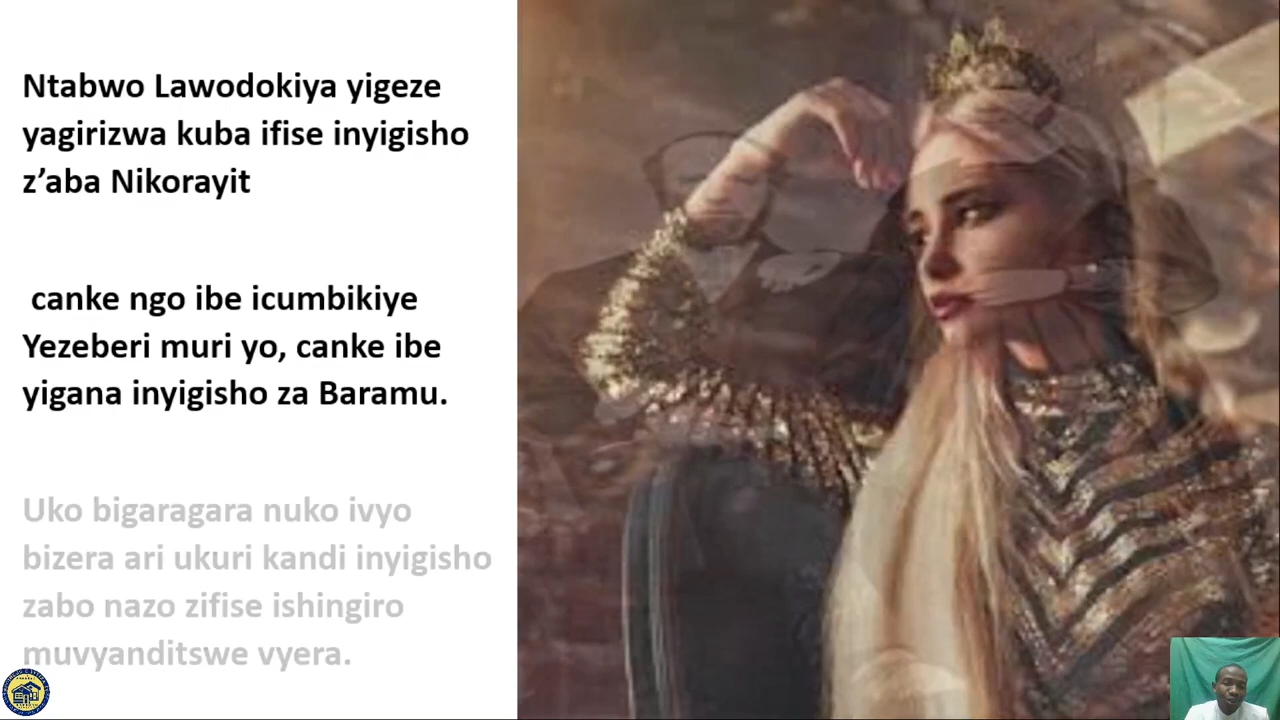 Ntabwo Lawodokiya yigeze
yagirizwa kuba ifise inyigisho
z’aba Nikorayit
canke ngo ibe icumbikiye
Yezeberi muri yo, canke ibe
yigana inyigisho za Baramu.
Uko bigaragara nuko ivyo
bizera ari ukuri kandi inyigisho
zabo nazo zifise ishingiro
muvyanditswe vyera.